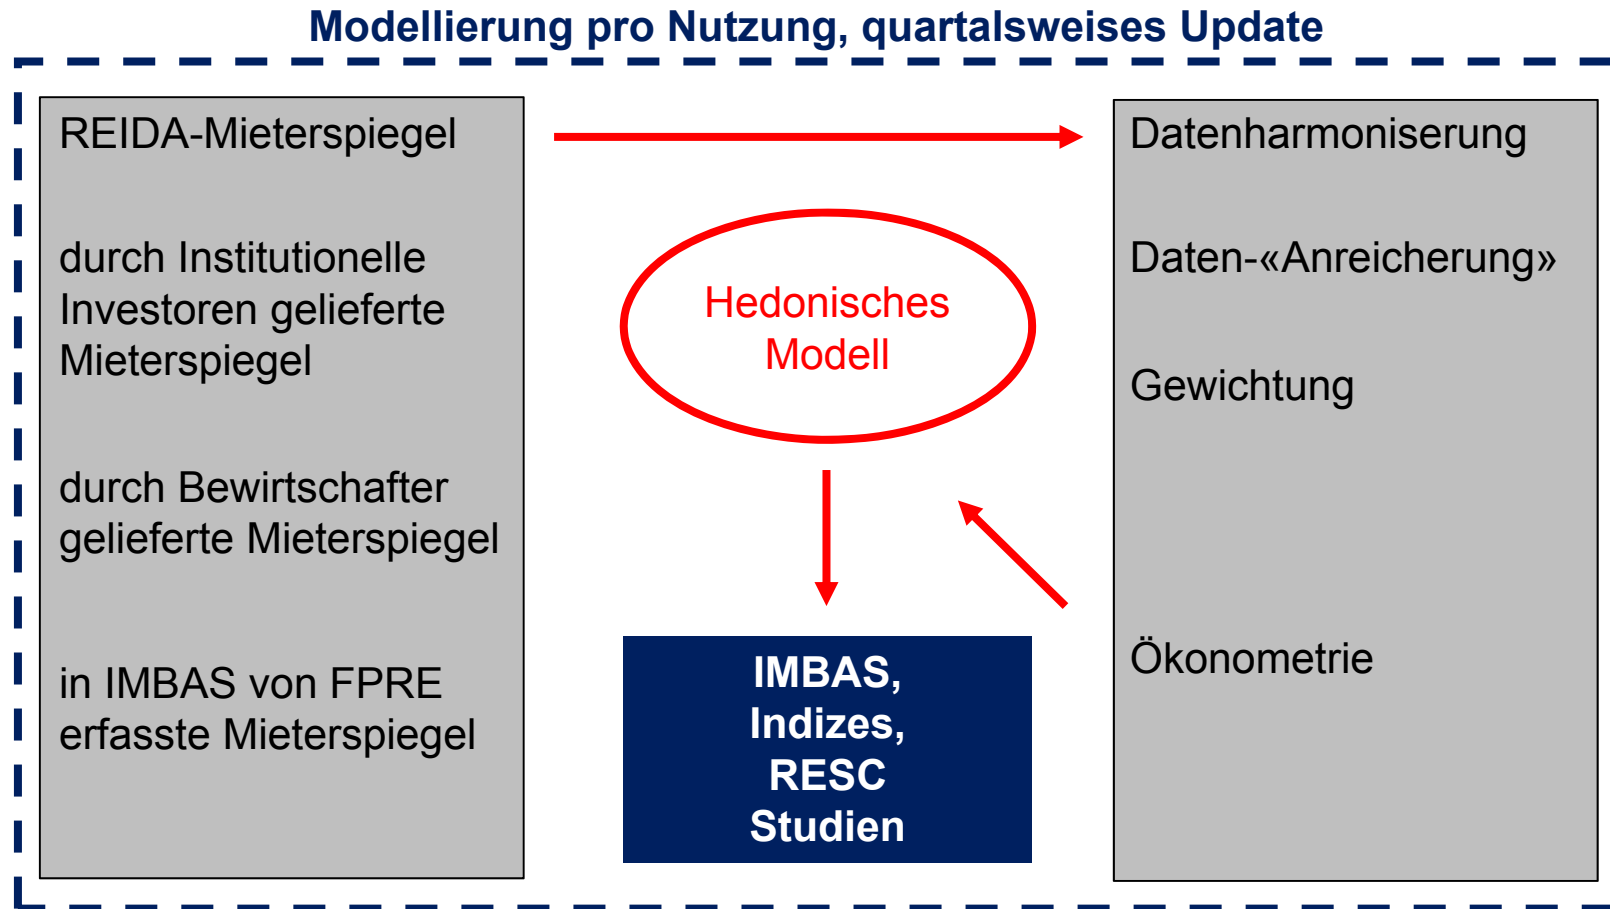 Modellierung pro Nutzung, quartalsweises Update
REIDA-Mieterspiegel
durch Institutionelle
Investoren gelieferte
Mieterspiegel
durch Bewirtschafter
gelieferte Mieterspiegel
in IMBAS von FPRE
erfasste Mieterspiegel
Hedonisches
Modell
IMBAS,
Indizes,
RESC
Studien
Datenharmoniserung
Daten-«Anreicherung»
Gewichtung
Ökonometrie